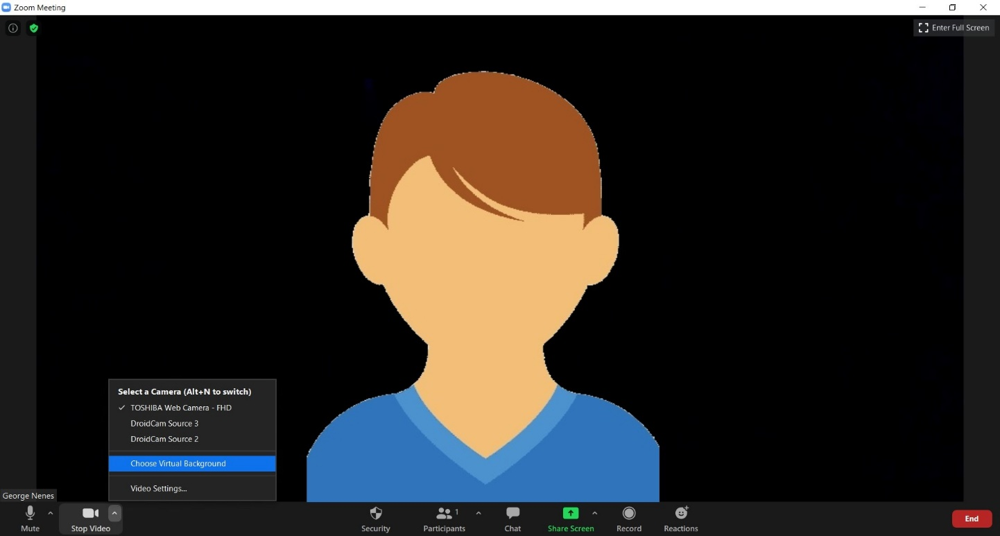 Zoom Meeting
Enter Full Screen
Select a Camera (Alt+N to switch)
TOSHIBA Web Camera - FHD
DroidCam Source 3
DroidCam Source 2
Choose Virtual Background
Video Settings...
George Nenes
Mute
Stop Video
Security
1
Participants
Chat
Share Screen
Record
Reactions
End